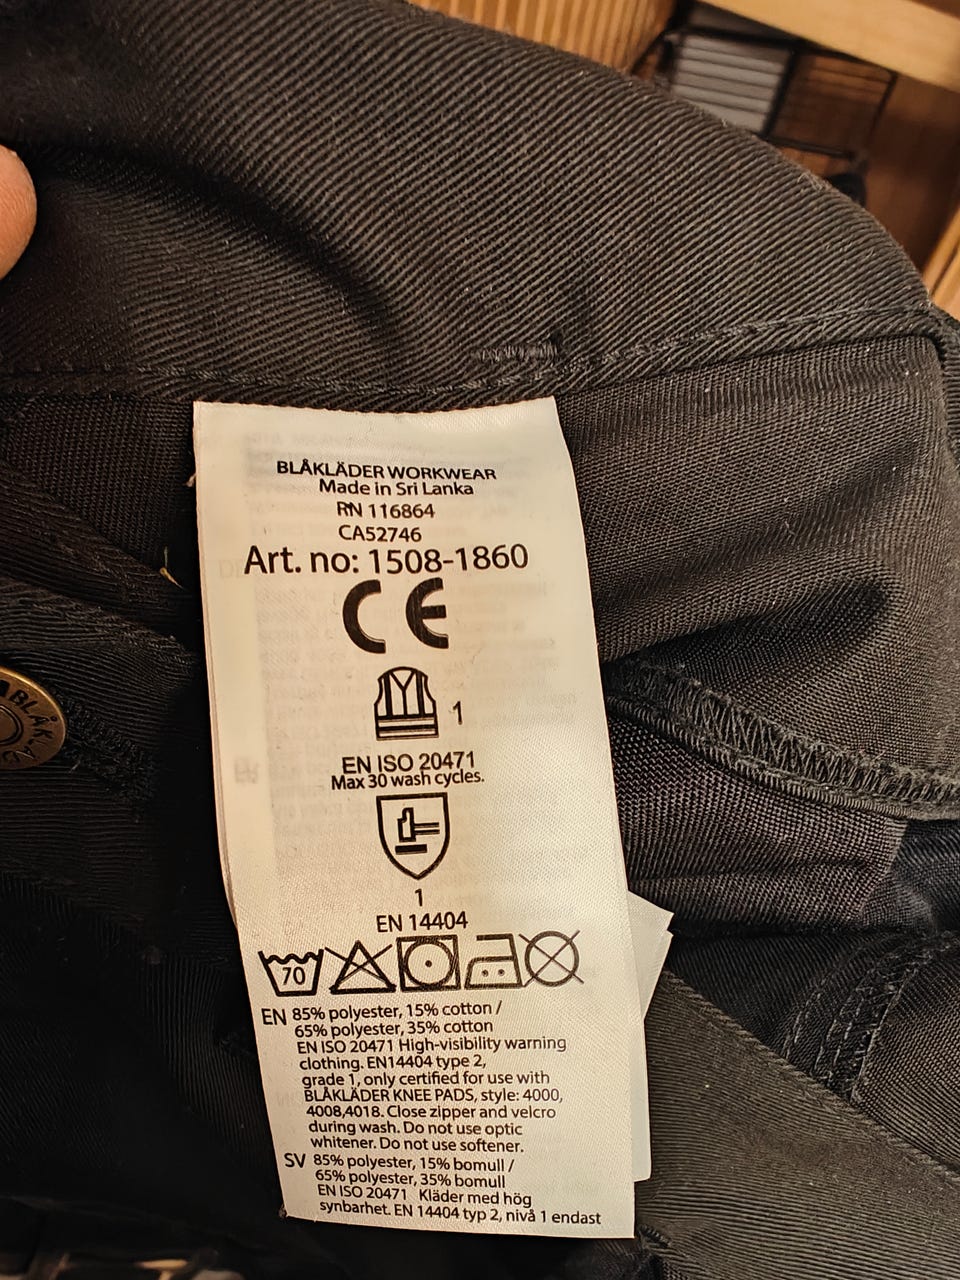 BLÅKLÄDER WORKWEAR
Made in Sri Lanka
RN 116864
CA52746
Art. no: 1508-1860
CE
1
EN ISO 20471
Max 30 wash cycles.
1
EN 14404
70
EN 85% polyester, 15% cotton /
65% polyester, 35% cotton
EN ISO 20471 High-visibility warning
clothing. EN14404 type 2,
grade 1, only certified for use with
BLÅKLÄDER KNEE PADS, style: 4000,
4008,4018. Close zipper and velcro
during wash. Do not use optic
whitener. Do not use softener.
SV 85% polyester, 15% bomull /
65% polyester, 35% bomull
EN ISO 20471 Kläder med hög
synbarhet. EN 14404 typ 2, nivå 1 endast